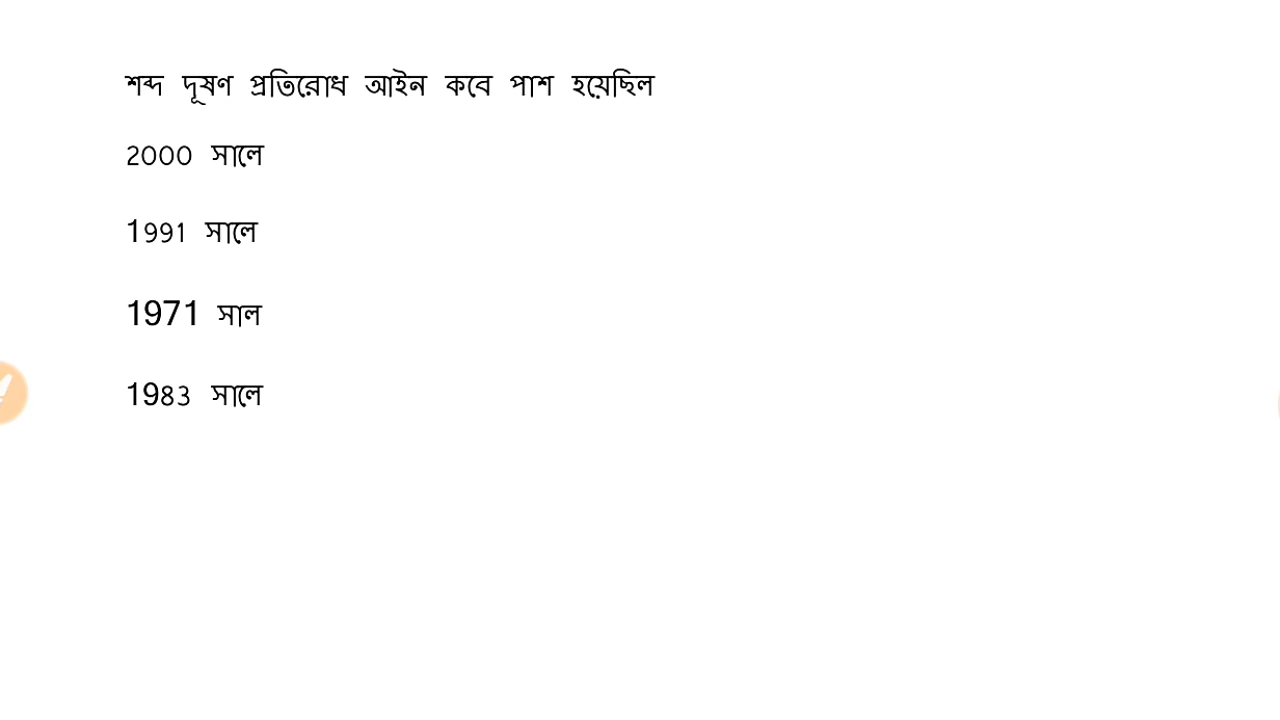 শব্দ দূষণ প্রতিরোধ আইন কবে পাশ হয়েছিল
2000 সালে
1991 সালে
1971 সাল
1983 সালে